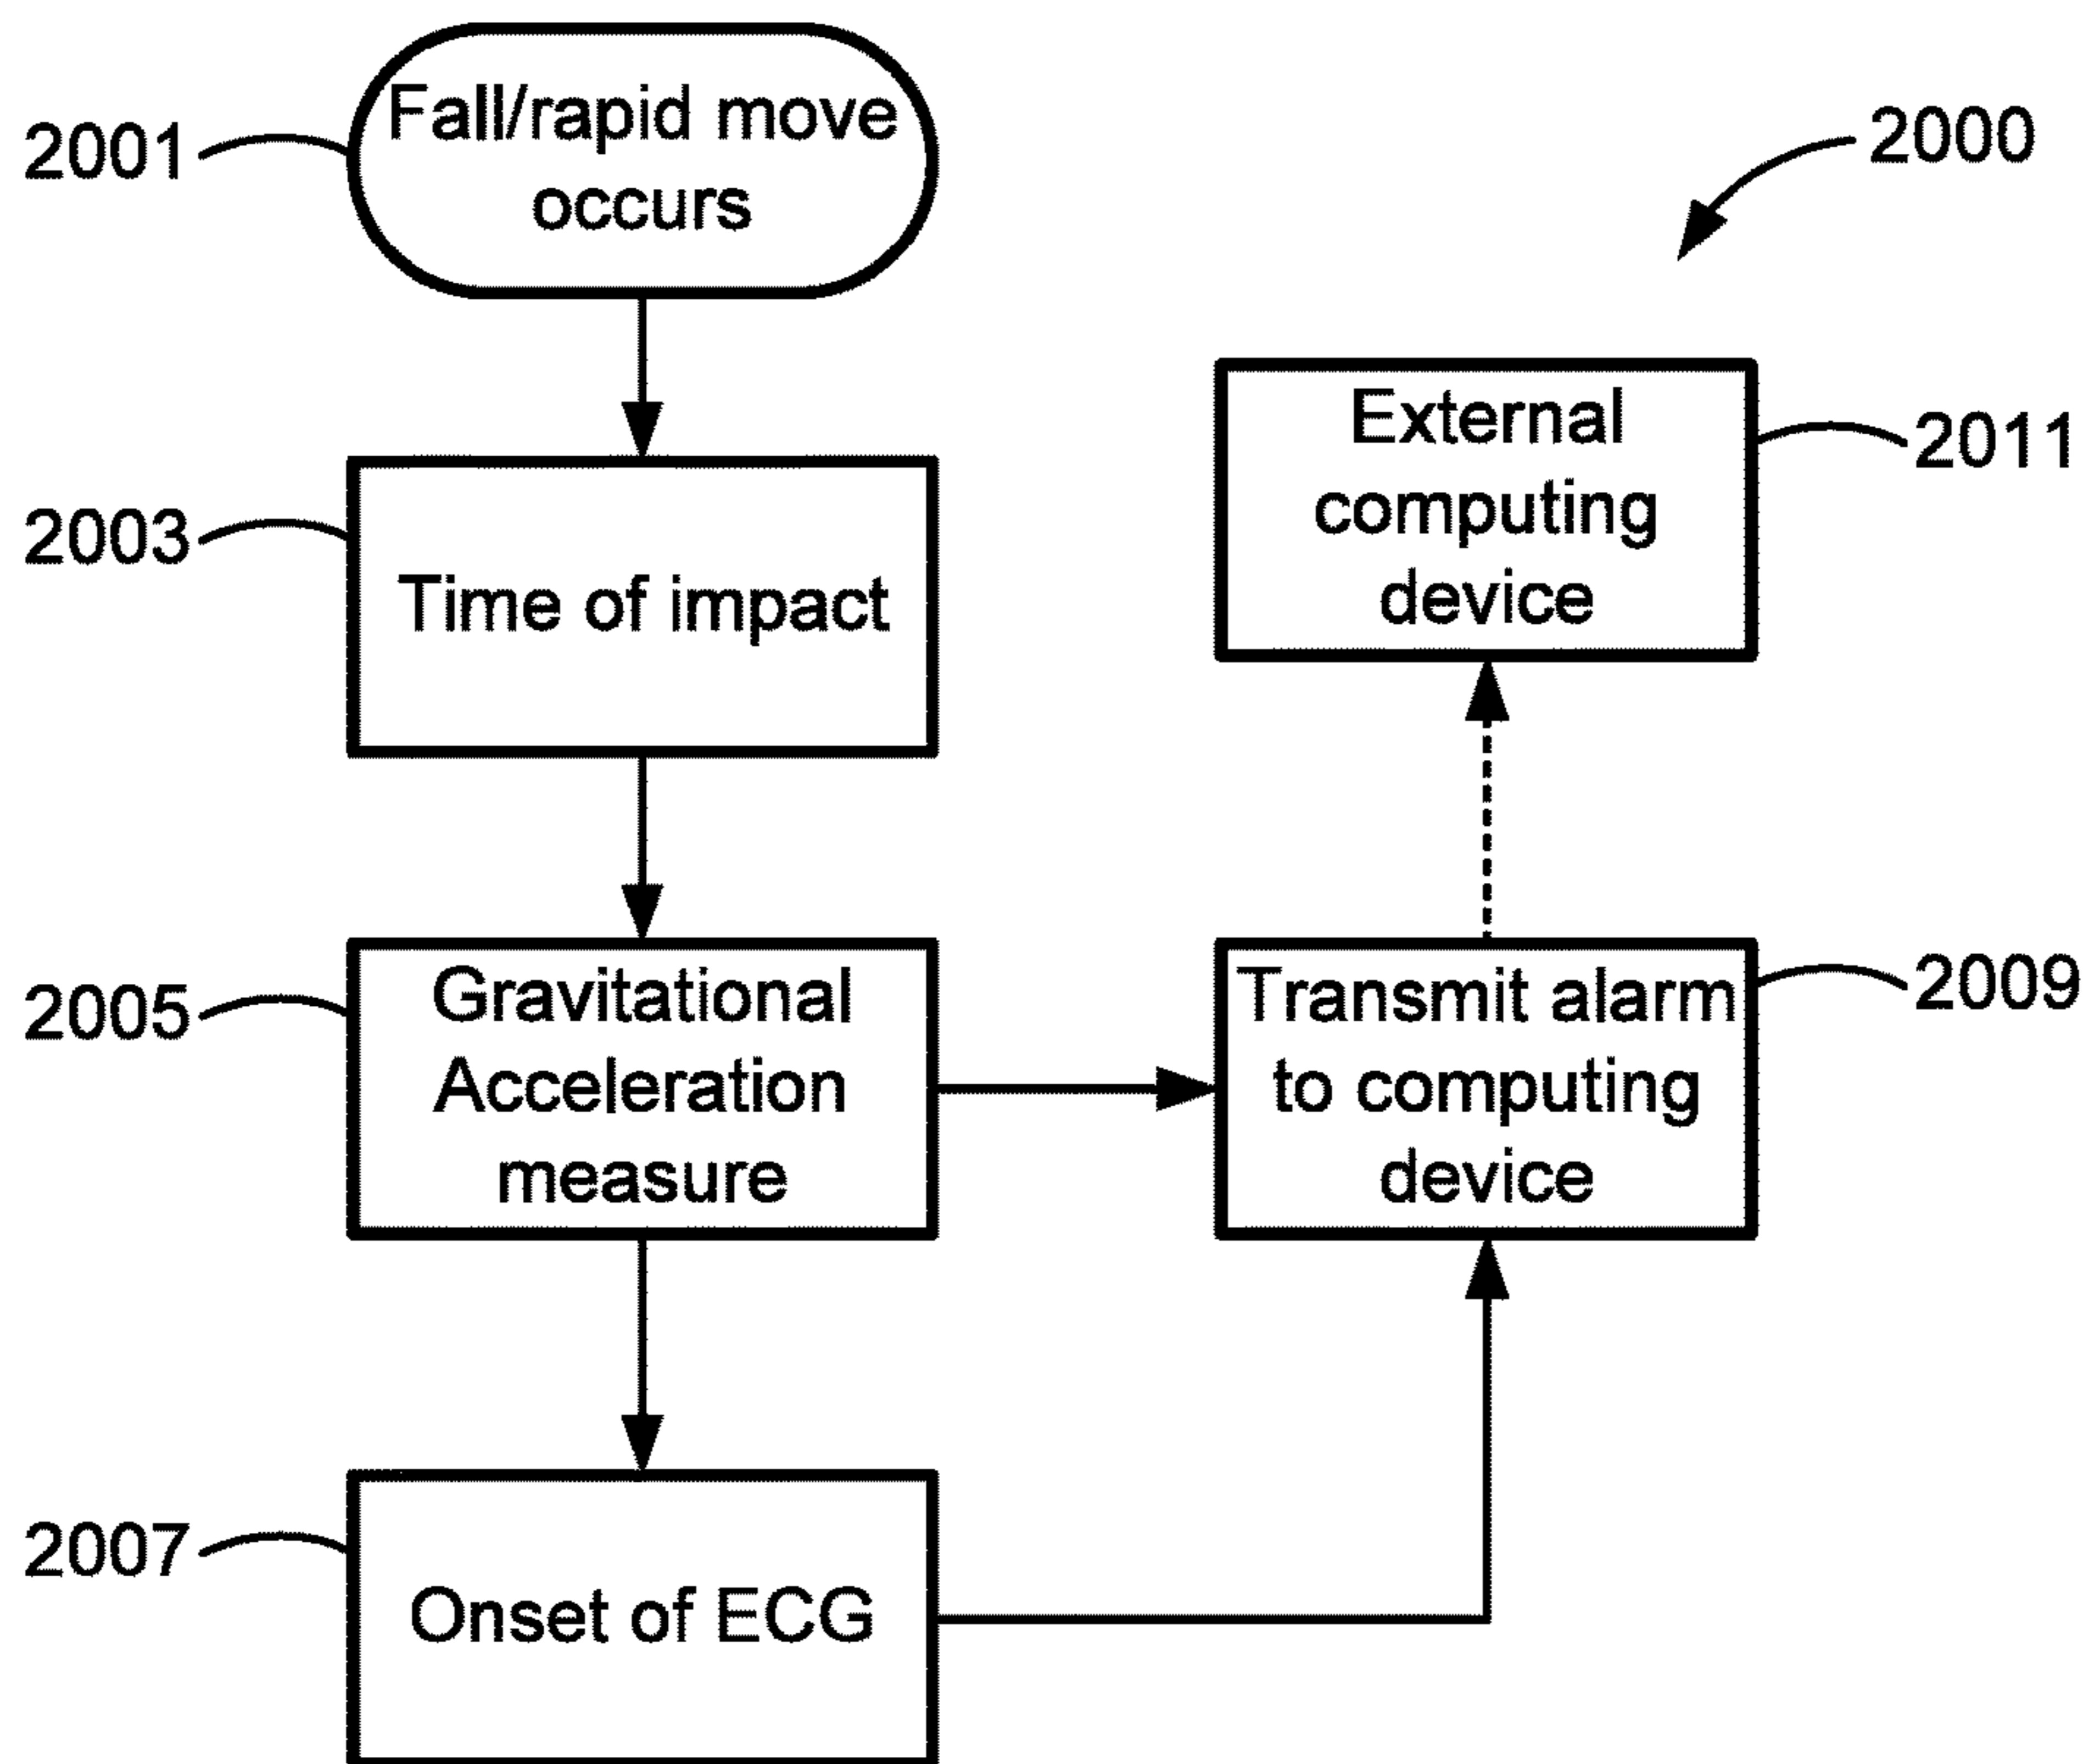 2001
Fall/rapid move
occurs
2000
2003
Time of impact
External
computing
device
2011
2005
Gravitational
Acceleration
measure
Transmit alarm
to computing
device
2009
2007
Onset of ECG